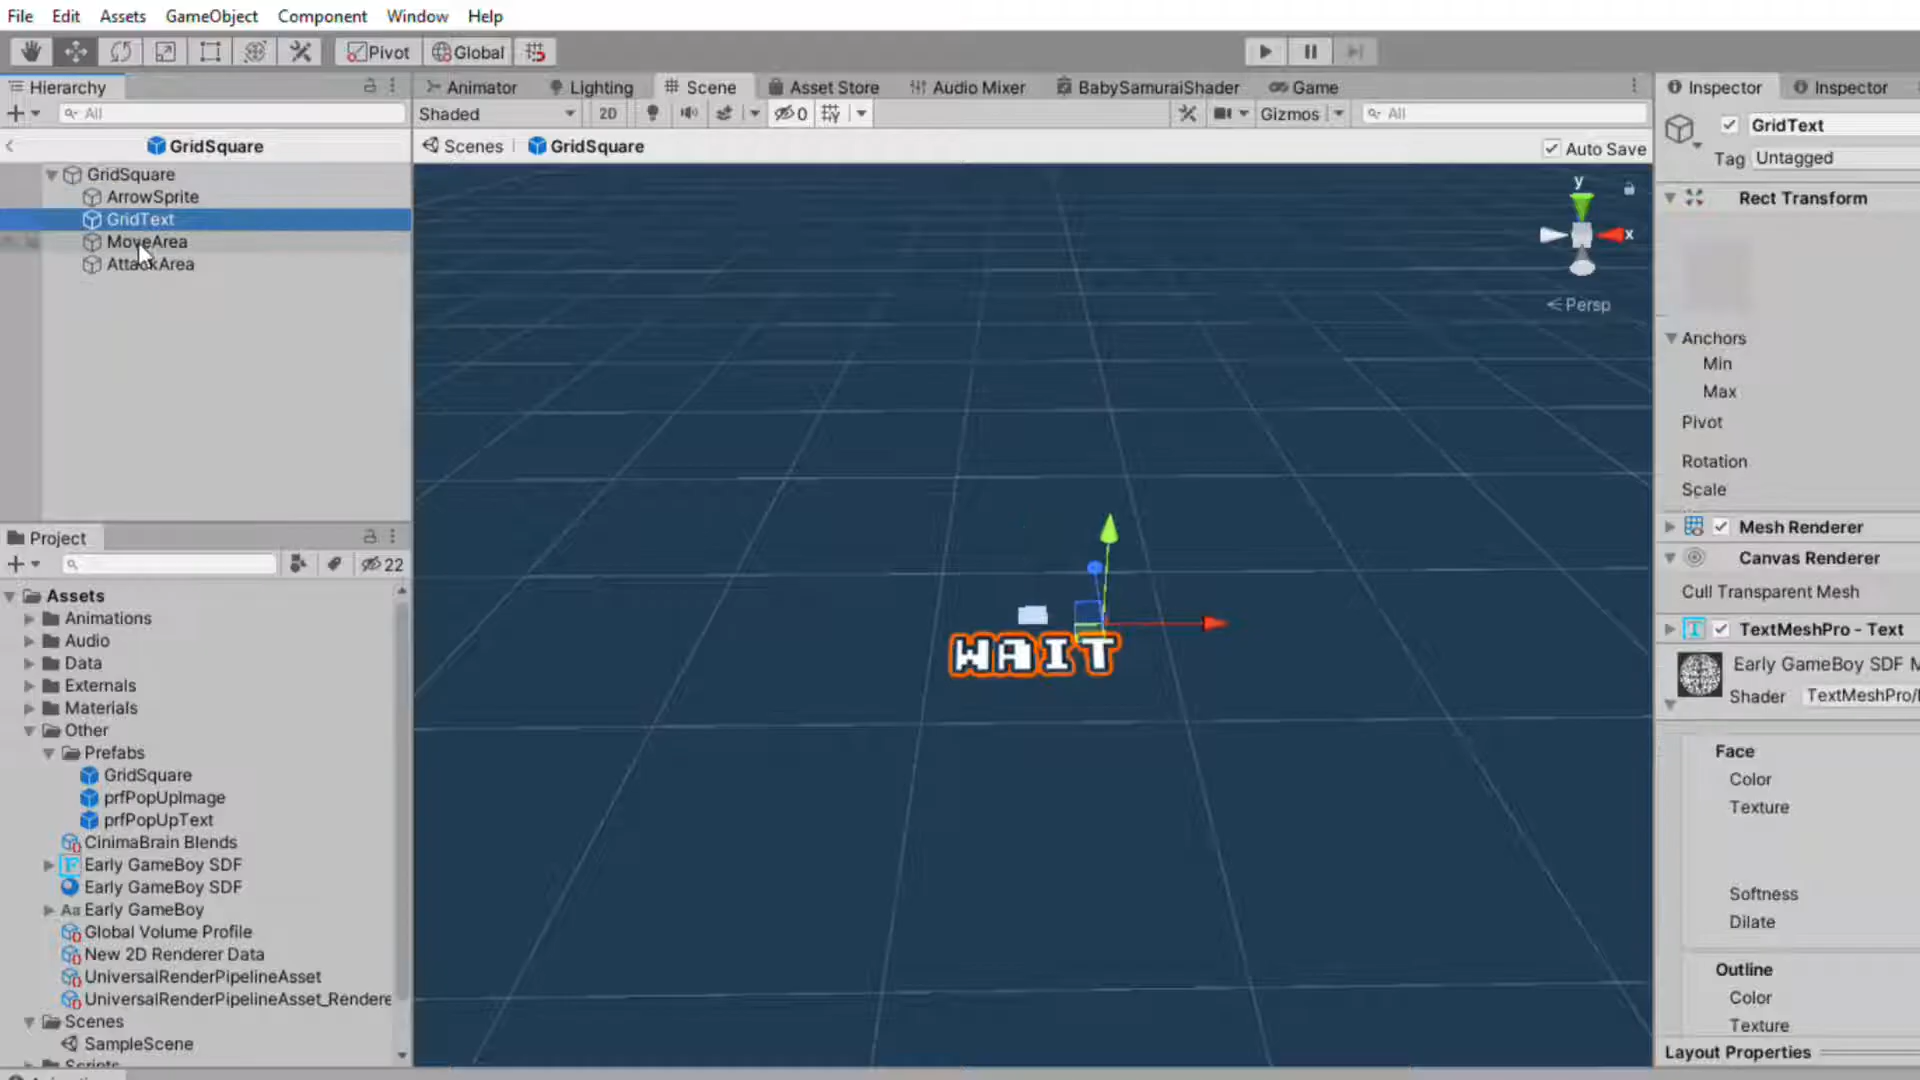 File Edit Assets GameObject Component Window Help
Pivot Global
Hierarchy
All
GridSquare
GridSquare
ArrowSprite
GridText
MoveArea
AttackArea
Project
22
Assets
Animations
Audio
Data
Externals
Materials
Other
Prefabs
GridSquare
prfPopUpImage
prfPopUpText
CinimaBrain Blends
Early GameBoy SDF
Early GameBoy SDF
Aa Early GameBoy
Global Volume Profile
New 2D Renderer Data
UniversalRenderPipelineAsset
UniversalRenderPipelineAsset_Rendere
Scenes
SampleScene
Scripts
Animator Lighting Scene Asset Store Audio Mixer BabySamuraiShader Game
Shaded 2D 0 Gizmos All
Scenes GridSquare Auto Save
y
x
Persp
WAIT
Inspector Inspector
GridText
Tag Untagged
Rect Transform
Anchors
Min
Max
Pivot
Rotation
Scale
Mesh Renderer
Canvas Renderer
Cull Transparent Mesh
TextMeshPro - Text
Early GameBoy SDF M
Shader TextMeshPro/
Face
Color
Texture
Softness
Dilate
Outline
Color
Texture
Layout Properties